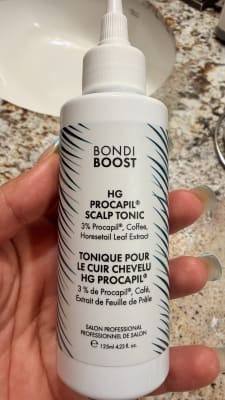 BONDI
BOOST
HG
PROCAPIL®
SCALP TONIC
3% Procapil®, Coffee,
Horesetail Leaf Extract
TONIQUE POUR
LE CUIR CHEVELU
HG PROCAPIL®
3 % de Procapil®, Café,
Extrait de Feuille de Prêle
SALON PROFESSIONAL
PROFESSIONNEL DE SALON
℮ 125ml 4.23 fl. oz.